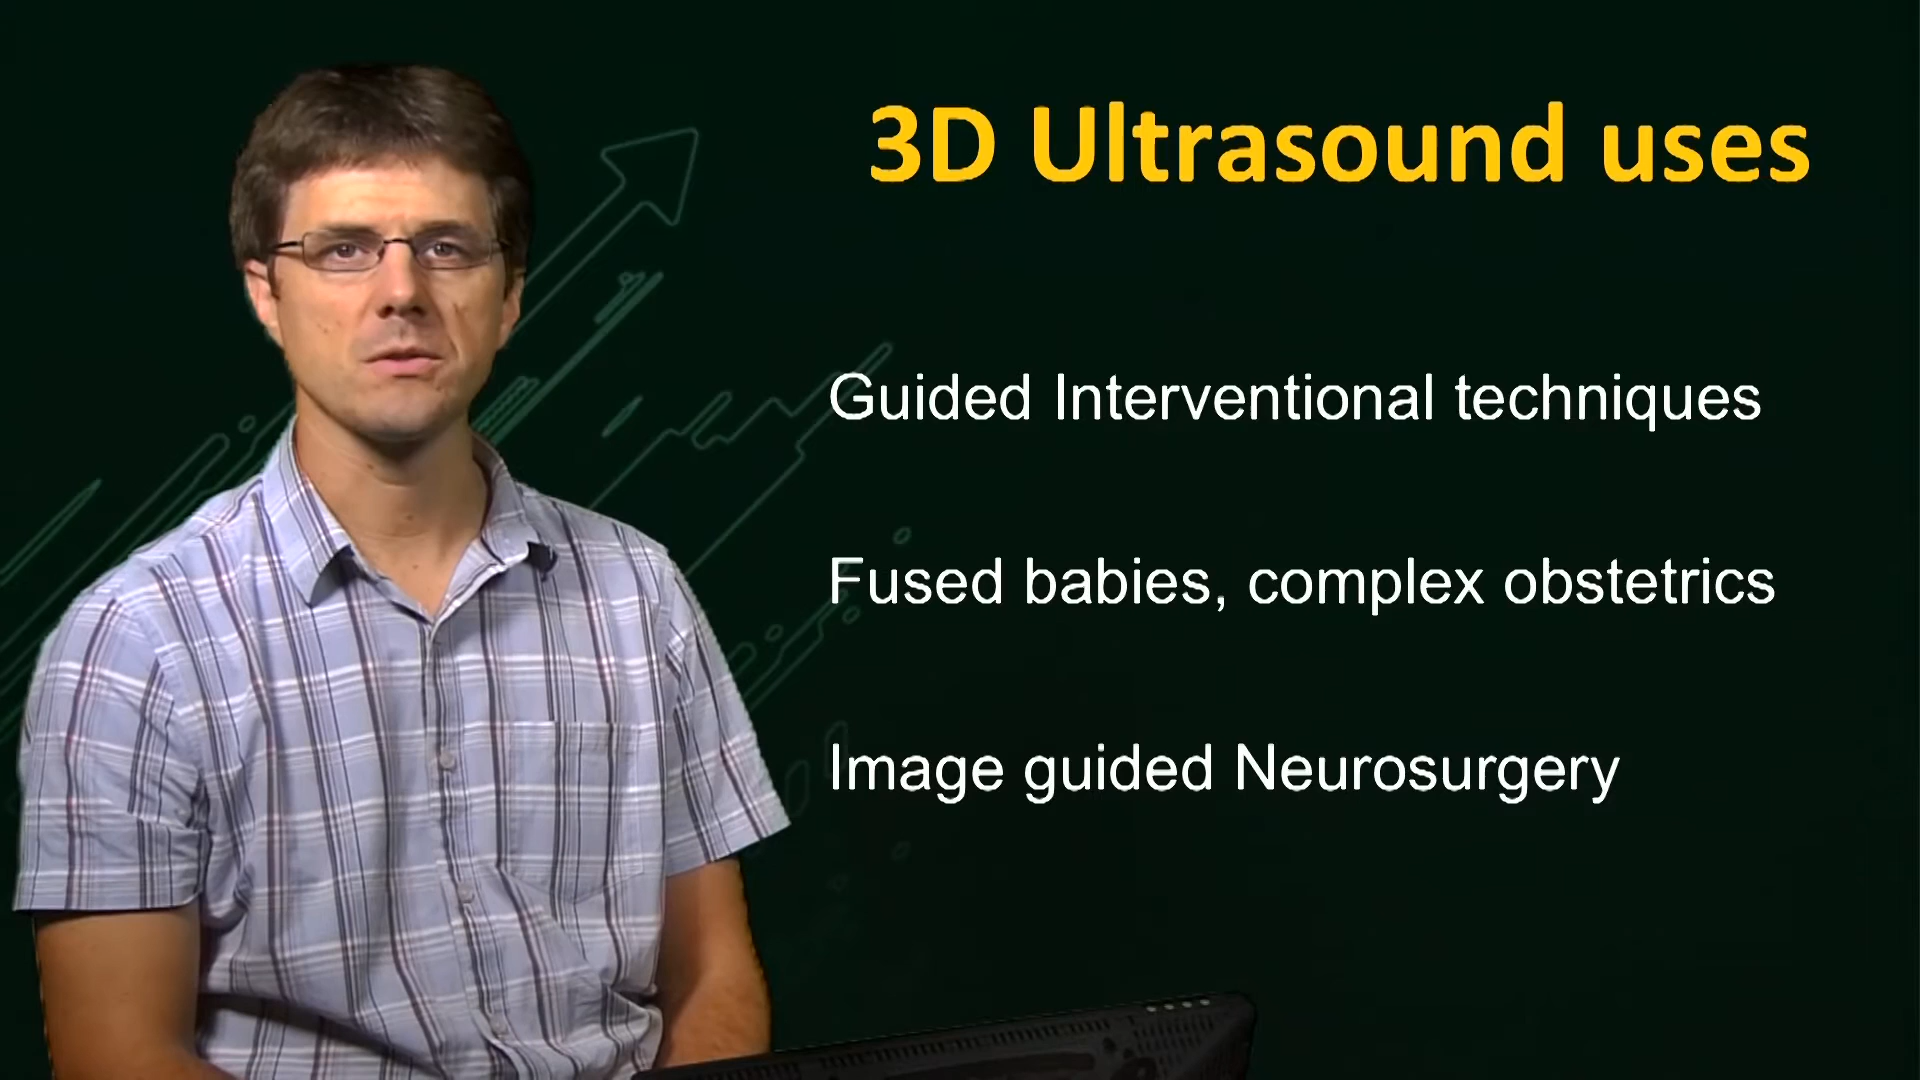 3D Ultrasound uses
Guided Interventional techniques
Fused babies, complex obstetrics
Image guided Neurosurgery